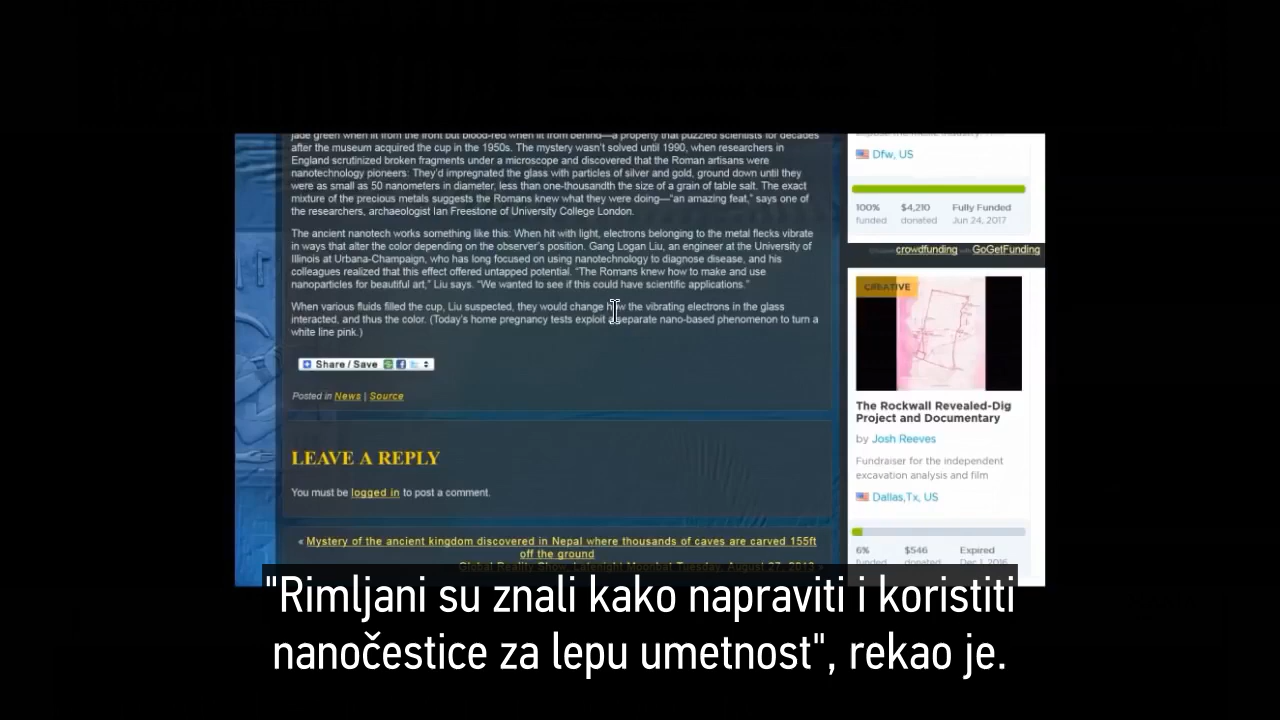 jade green when lit from the front but blood-red when lit from behind—a property that puzzled scientists for decades
after the museum acquired the cup in the 1950s. The mystery wasn't solved until 1990, when researchers in
England scrutinized broken fragments under a microscope and discovered that the Roman artisans were
nanotechnology pioneers: They'd impregnated the glass with particles of silver and gold, ground down until they
were as small as 50 nanometers in diameter, less than one-thousandth the size of a grain of table salt. The exact
mixture of the precious metals suggests the Romans knew what they were doing—“an amazing feat,” says one of
the researchers, archaeologist Ian Freestone of University College London.
The ancient nanotech works something like this: When hit with light, electrons belonging to the metal flecks vibrate
in ways that alter the color depending on the observer's position. Gang Logan Liu, an engineer at the University of
Illinois at Urbana-Champaign, who has long focused on using nanotechnology to diagnose disease, and his
colleagues realized that this effect offered untapped potential. “The Romans knew how to make and use
nanoparticles for beautiful art,” Liu says. “We wanted to see if this could have scientific applications.”
When various fluids filled the cup, Liu suspected, they would change how the vibrating electrons in the glass
interacted, and thus the color. (Today's home pregnancy tests exploit a separate nano-based phenomenon to turn a
white line pink.)
Share / Save
Posted in News | Source
LEAVE A REPLY
You must be logged in to post a comment.
« Mystery of the ancient kingdom discovered in Nepal where thousands of caves are carved 155ft
off the ground
Global Reality Show: Latenight Moonbat Tuesday, August 27, 2013 »
Dfw, US
100% $4,210 Fully Funded
funded donated Jun 24, 2017
crowdfunding GoGetFunding
CREATIVE
The Rockwall Revealed-Dig
Project and Documentary
by Josh Reeves
Fundraiser for the independent
excavation analysis and film
Dallas,Tx, US
6% $546 Expired
funded donated Dec 1, 2016
"Rimljani su znali kako napraviti i koristiti
nanočestice za lepu umetnost", rekao je.